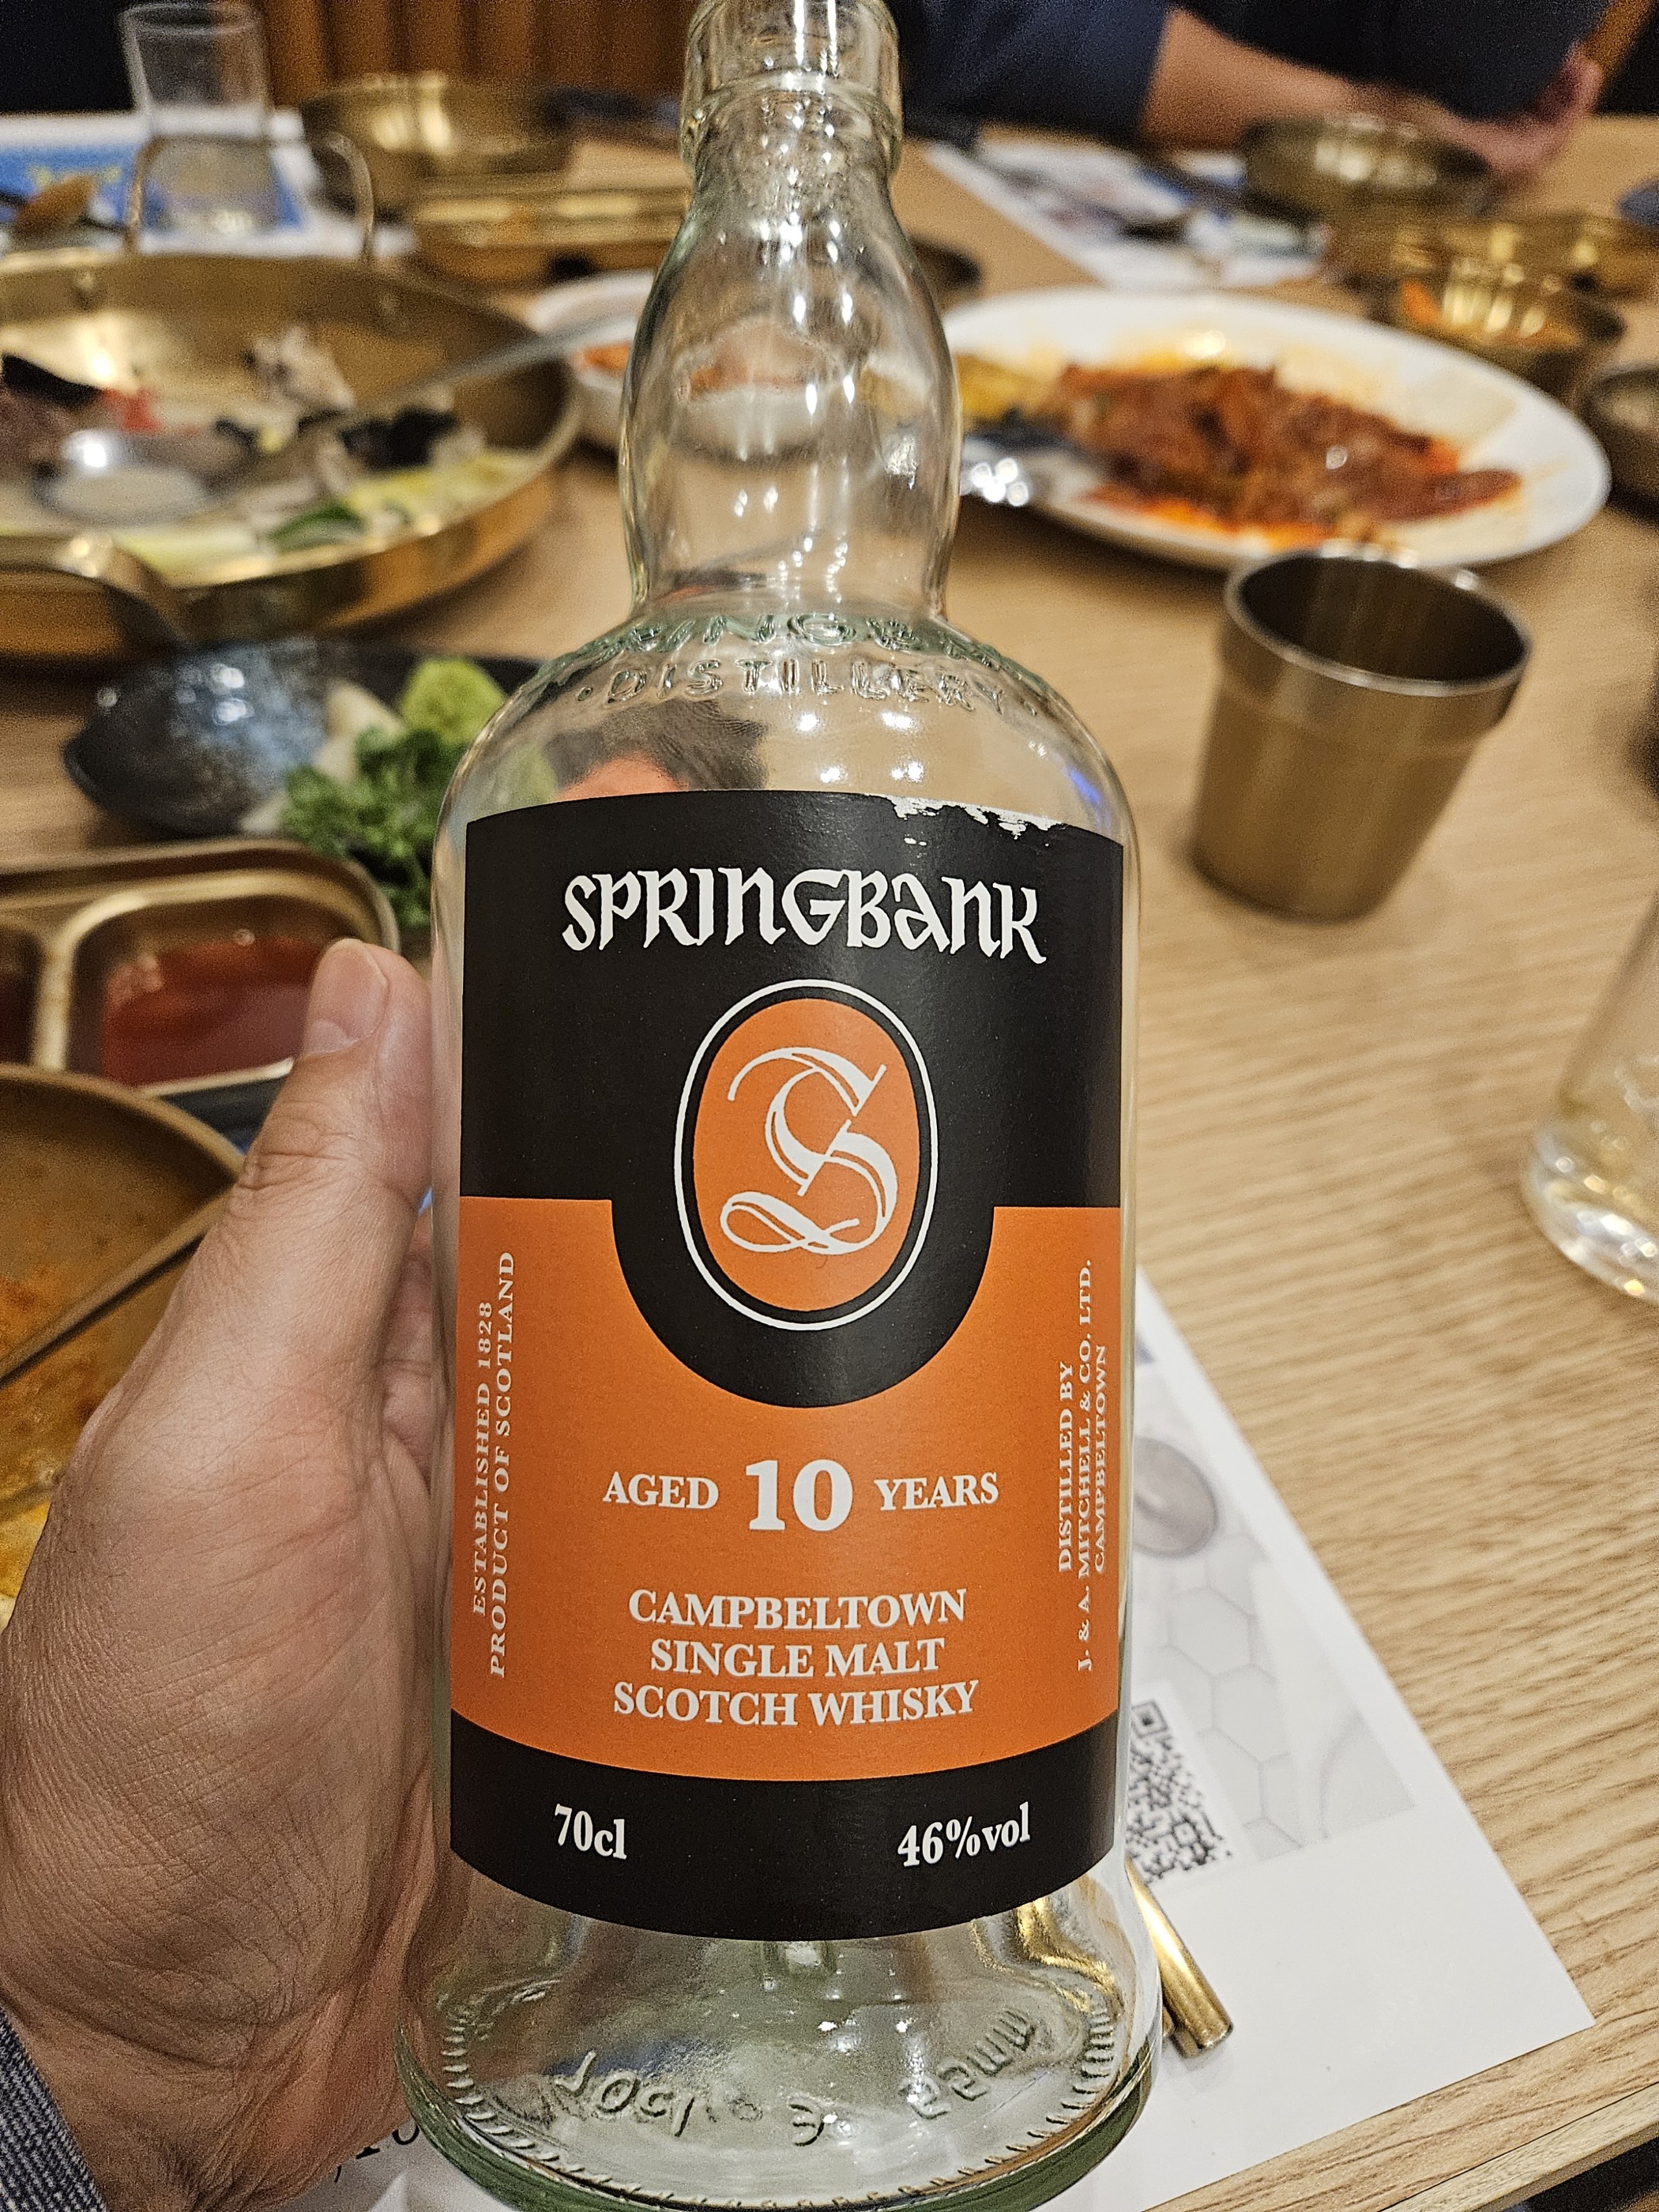 DISTILLERY
SPRINGBANK
S
ESTABLISHED 1828
PRODUCT OF SCOTLAND
AGED 10 YEARS
CAMPBELTOWN
SINGLE MALT
SCOTCH WHISKY
DISTILLED BY
J. & A. MITCHELL & CO. LTD.
CAMPBELTOWN
70cl
46%vol
70cl